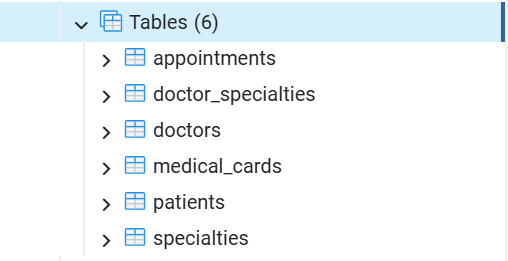 Tables (6)
appointments
doctor_specialties
doctors
medical_cards
patients
specialties